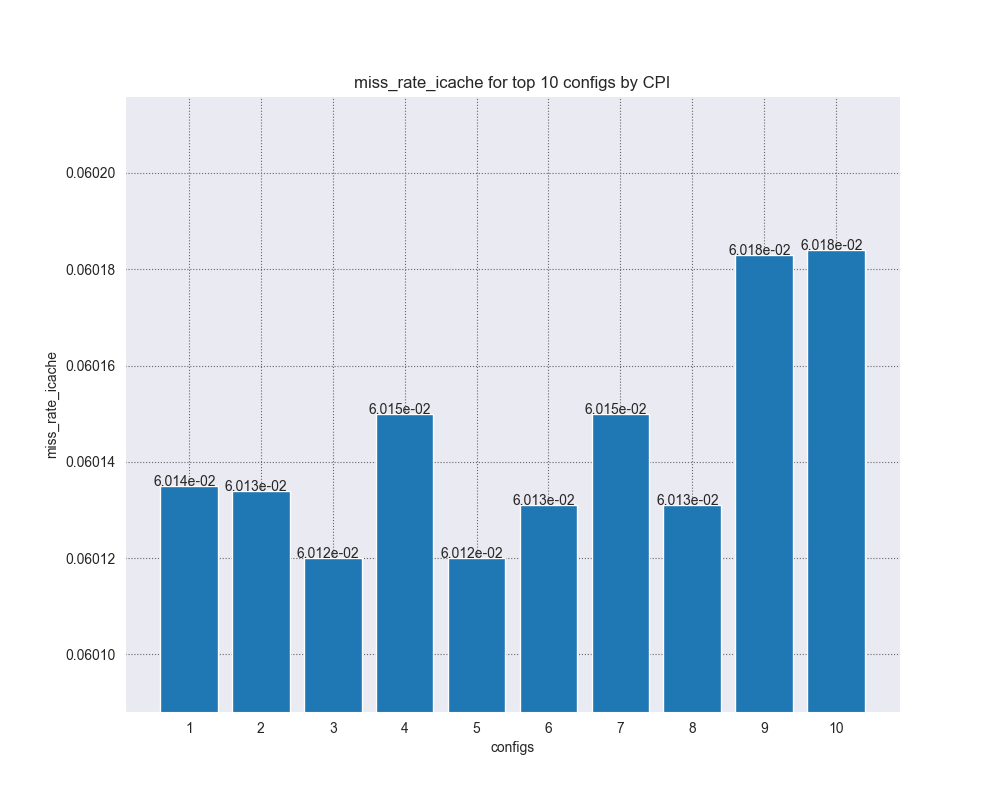 miss_rate_icache for top 10 configs by CPI
miss_rate_icache
0.06020
0.06018
0.06016
0.06014
0.06012
0.06010
6.014e-02
6.013e-02
6.012e-02
6.015e-02
6.012e-02
6.013e-02
6.015e-02
6.013e-02
6.018e-02
6.018e-02
1 2 3 4 5 6 7 8 9 10
configs